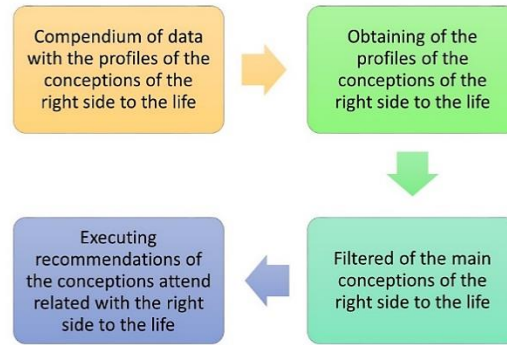 Compendium of data
with the profiles of the
conceptions of the
right side to the life
Obtaining of the
profiles of the
conceptions of the
right side to the life
Filtered of the main
conceptions of the
right side to the life
Executing
recommendations of
the conceptions attend
related with the right
side to the life